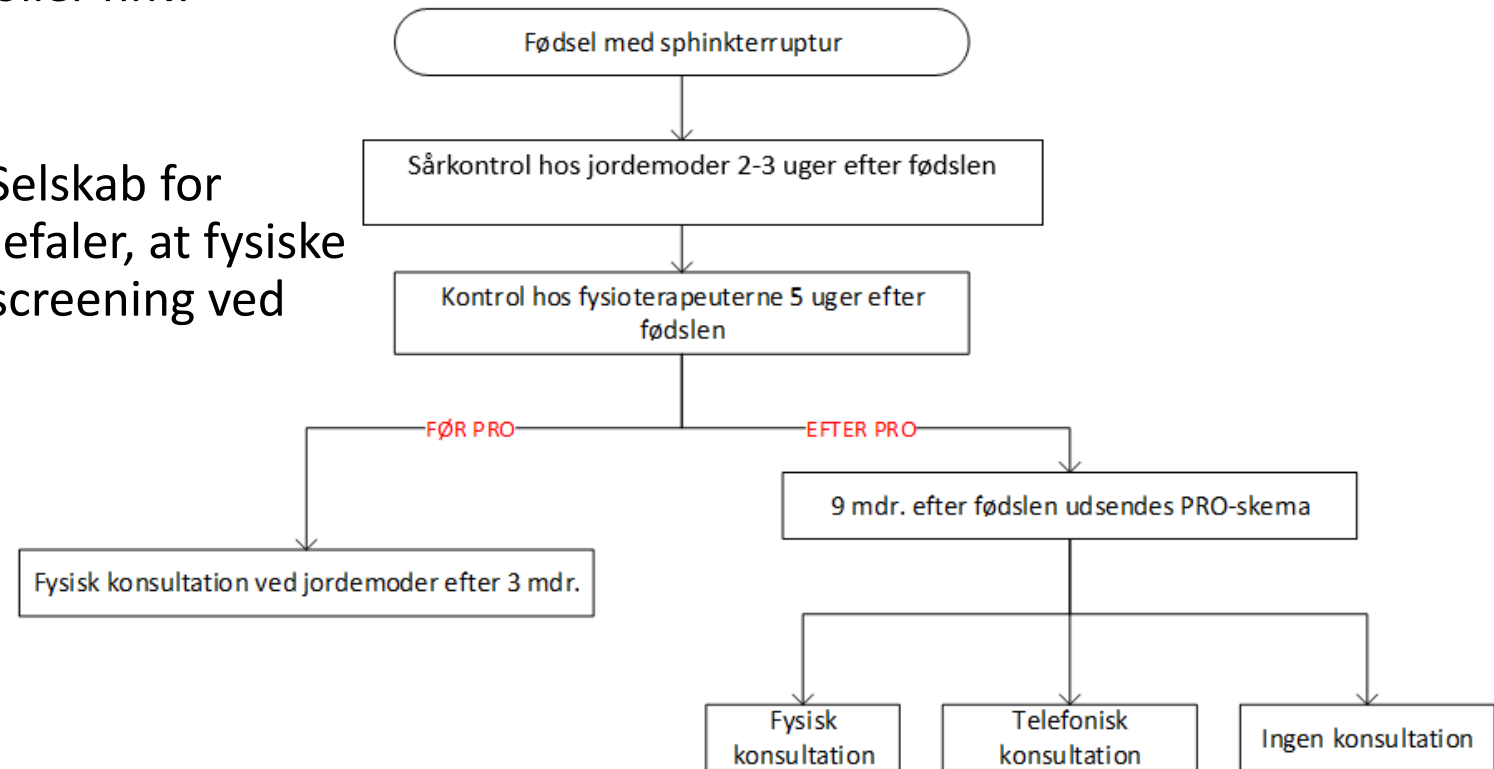 Fødsel med sphinkterruptur
Sårkontrol hos jordemoder 2-3 uger efter fødslen
Selskab for
efaler, at fysiske
screening ved
Kontrol hos fysioterapeuterne 5 uger efter
fødslen
FØR PRO
EFTER PRO
9 mdr. efter fødslen udsendes PRO-skema
Fysisk konsultation ved jordemoder efter 3 mdr.
Fysisk
konsultation
Telefonisk
konsultation
Ingen konsultation